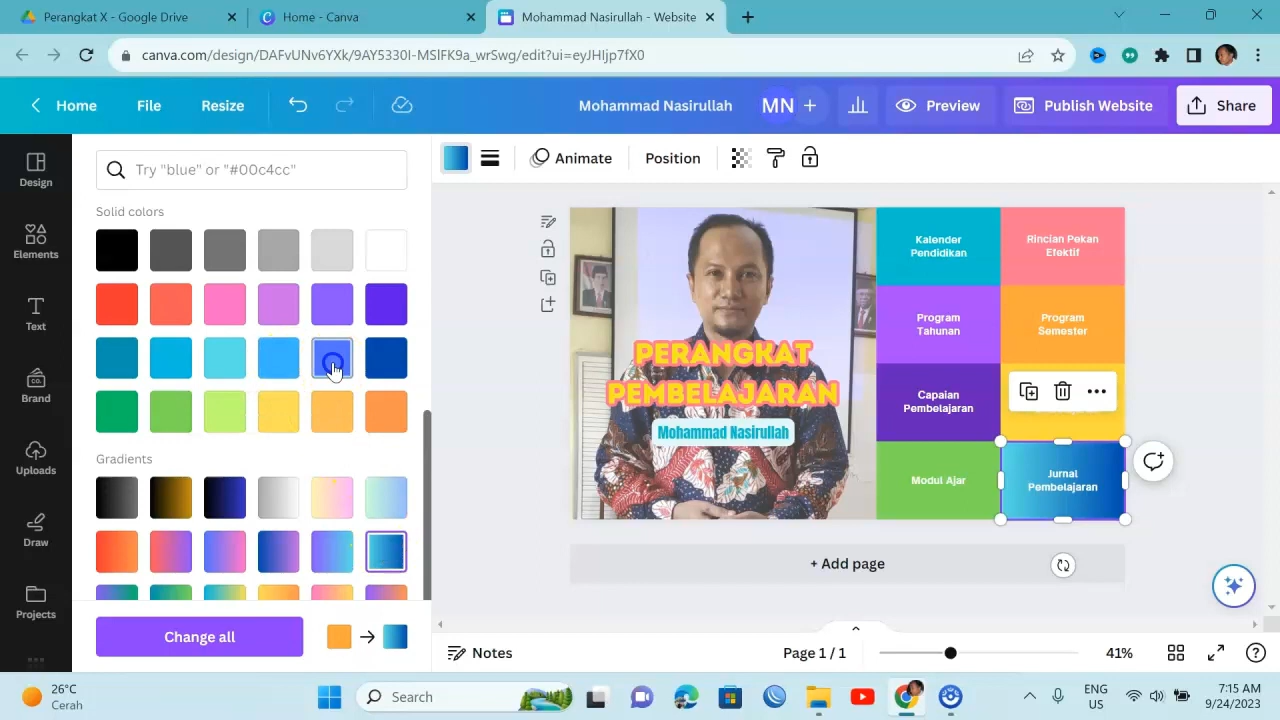 Perangkat X - Google Drive
Home - Canva
Mohammad Nasirullah - Website
canva.com/design/DAFvUNv6YXk/9AY5330I-MSlFK9a_wrSwg/edit?ui=eyJHIjp7fX0
Home
File
Resize
Mohammad Nasirullah
MN
Preview
Publish Website
Share
Design
Elements
Text
Brand
Uploads
Draw
Projects
Try "blue" or "#00c4cc"
Solid colors
Gradients
Change all
Animate
Position
PERANGKAT
PEMBELAJARAN
Mohammad Nasirullah
Kalender
Pendidikan
Rincian Pekan
Efektif
Program
Tahunan
Program
Semester
Capaian
Pembelajaran
Modul Ajar
Jurnal
Pembelajaran
+ Add page
Notes
Page 1 / 1
41%
26°C
Cerah
Search
ENG
US
7:15 AM
9/24/2023